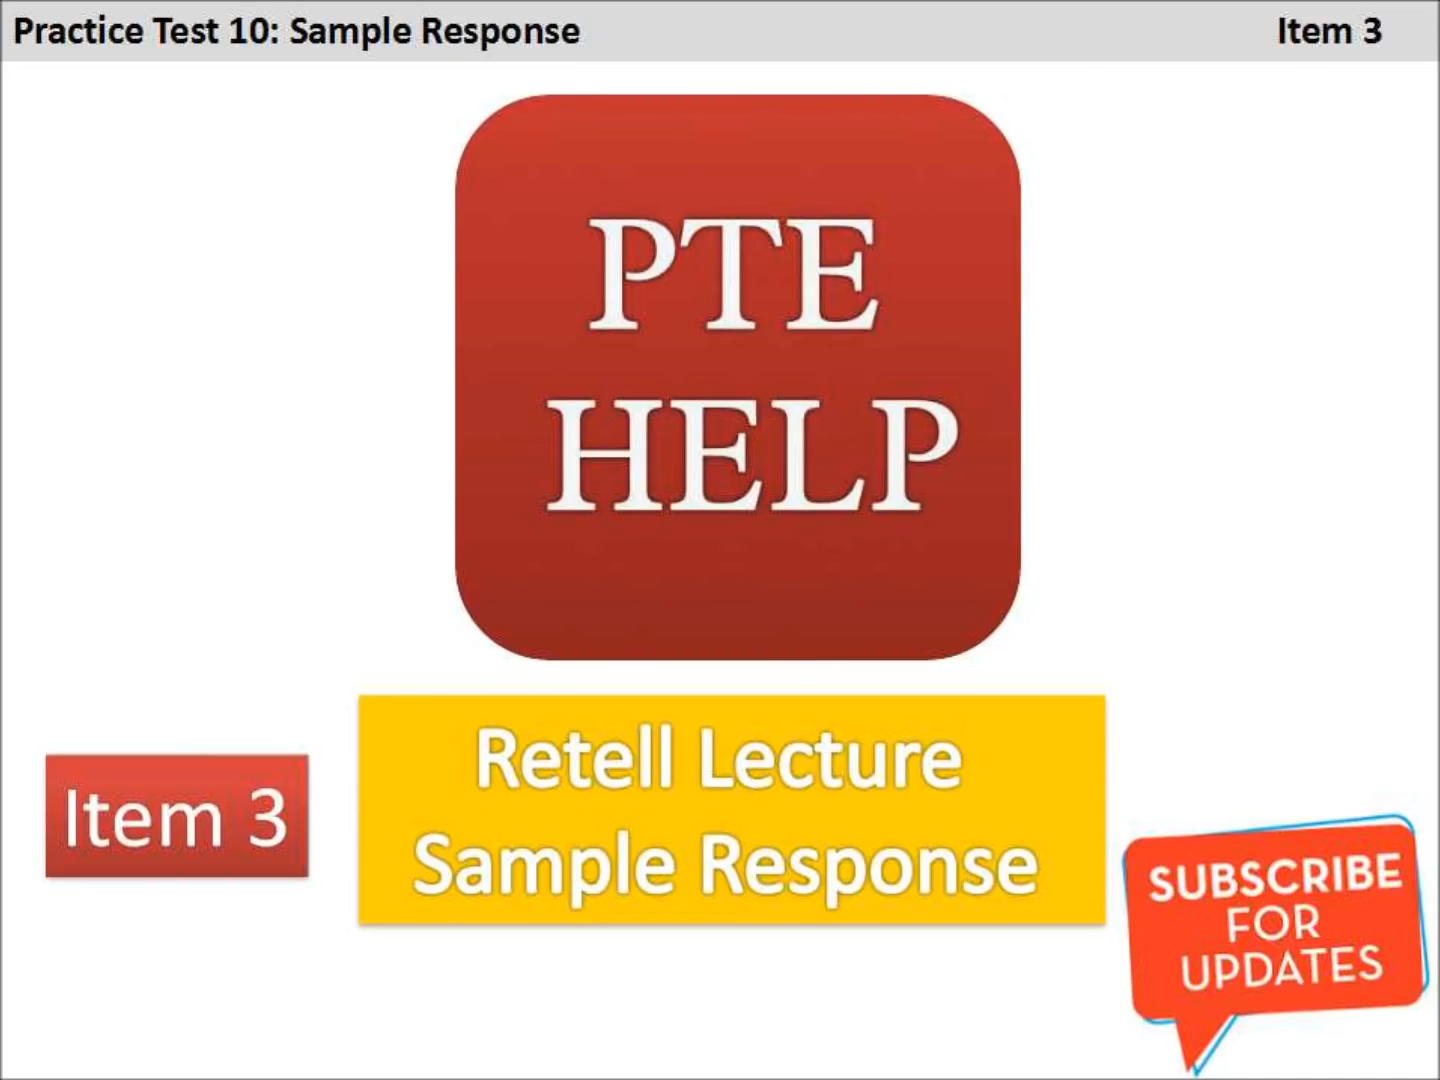 Practice Test 10: Sample Response
Item 3
PTE
HELP
Retell Lecture
Sample Response
Item 3
SUBSCRIBE
FOR
UPDATES